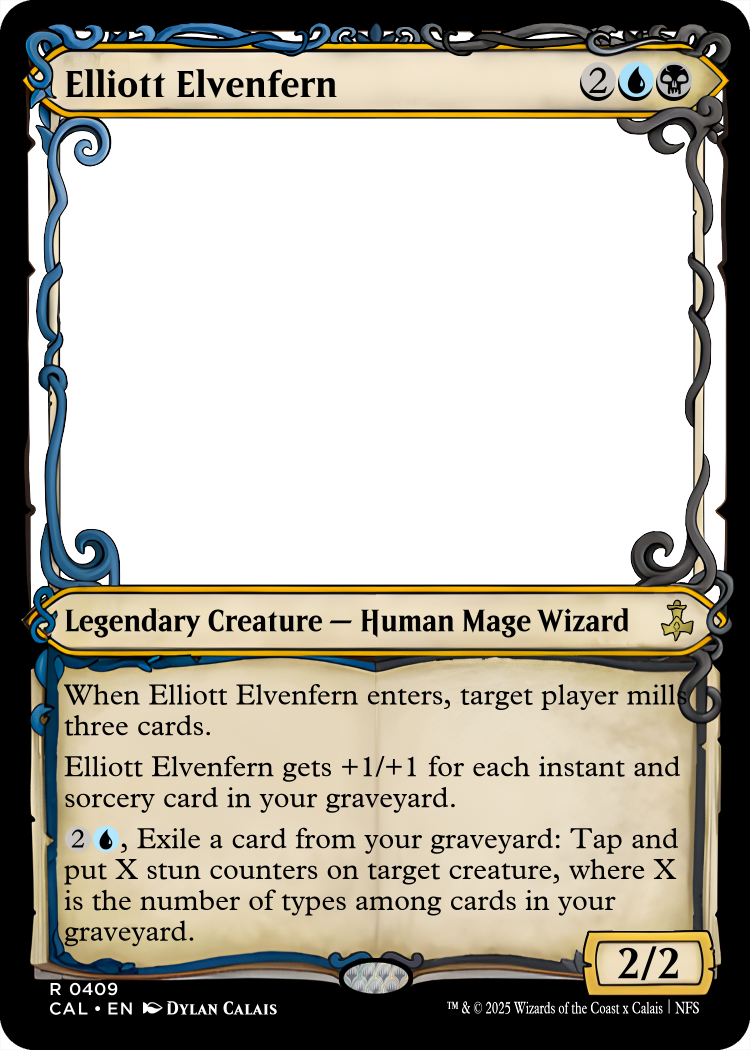 Elliott Elvenfern 2
Legendary Creature — Human Mage Wizard
When Elliott Elvenfern enters, target player mills
three cards.
Elliott Elvenfern gets +1/+1 for each instant and
sorcery card in your graveyard.
2 , Exile a card from your graveyard: Tap and
put X stun counters on target creature, where X
is the number of types among cards in your
graveyard.
2/2
R 0409
CAL • EN Dylan Calais
™ & © 2025 Wizards of the Coast x Calais | NFS